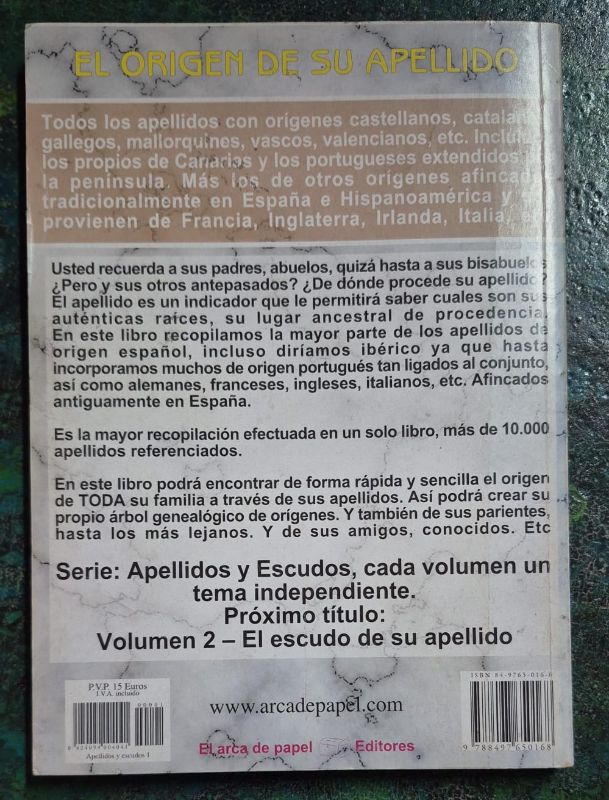 EL ORIGEN DE SU APELLIDO
Todos los apellidos con orígenes castellanos, catalan
gallegos, mallorquines, vascos, valencianos, etc. Inclu
los propios de Canarias y los portugueses extendidos
la península. Más los de otros orígenes afincad
tradicionalmente en España e Hispanoamérica y
provienen de Francia, Inglaterra, Irlanda, Italia, e
Usted recuerda a sus padres, abuelos, quizá hasta a sus bisabuelos
¿Pero y sus otros antepasados? ¿De dónde procede su apellido?
El apellido es un indicador que le permitirá saber cuales son sus
auténticas raíces, su lugar ancestral de procedencia.
En este libro recopilamos la mayor parte de los apellidos de
origen español, incluso diríamos ibérico ya que hasta
incorporamos muchos de origen portugués tan ligados al conjunto,
así como alemanes, franceses, ingleses, italianos, etc. Afincados
antiguamente en España.
Es la mayor recopilación efectuada en un solo libro, más de 10.000
apellidos referenciados.
En este libro podrá encontrar de forma rápida y sencilla el origen
de TODA su familia a través de sus apellidos. Así podrá crear su
propio árbol genealógico de orígenes. Y también de sus parientes,
hasta los más lejanos. Y de sus amigos, conocidos. Etc
Serie: Apellidos y Escudos, cada volumen un
tema independiente.
Próximo título:
Volumen 2 – El escudo de su apellido
P.V.P. 15 Euros
I.V.A. incluido
00001
Apellidos y escudos 1
www.arcadepapel.com
El arca de papel Editores
ISBN 84-9765-016-8
9 788497 650168